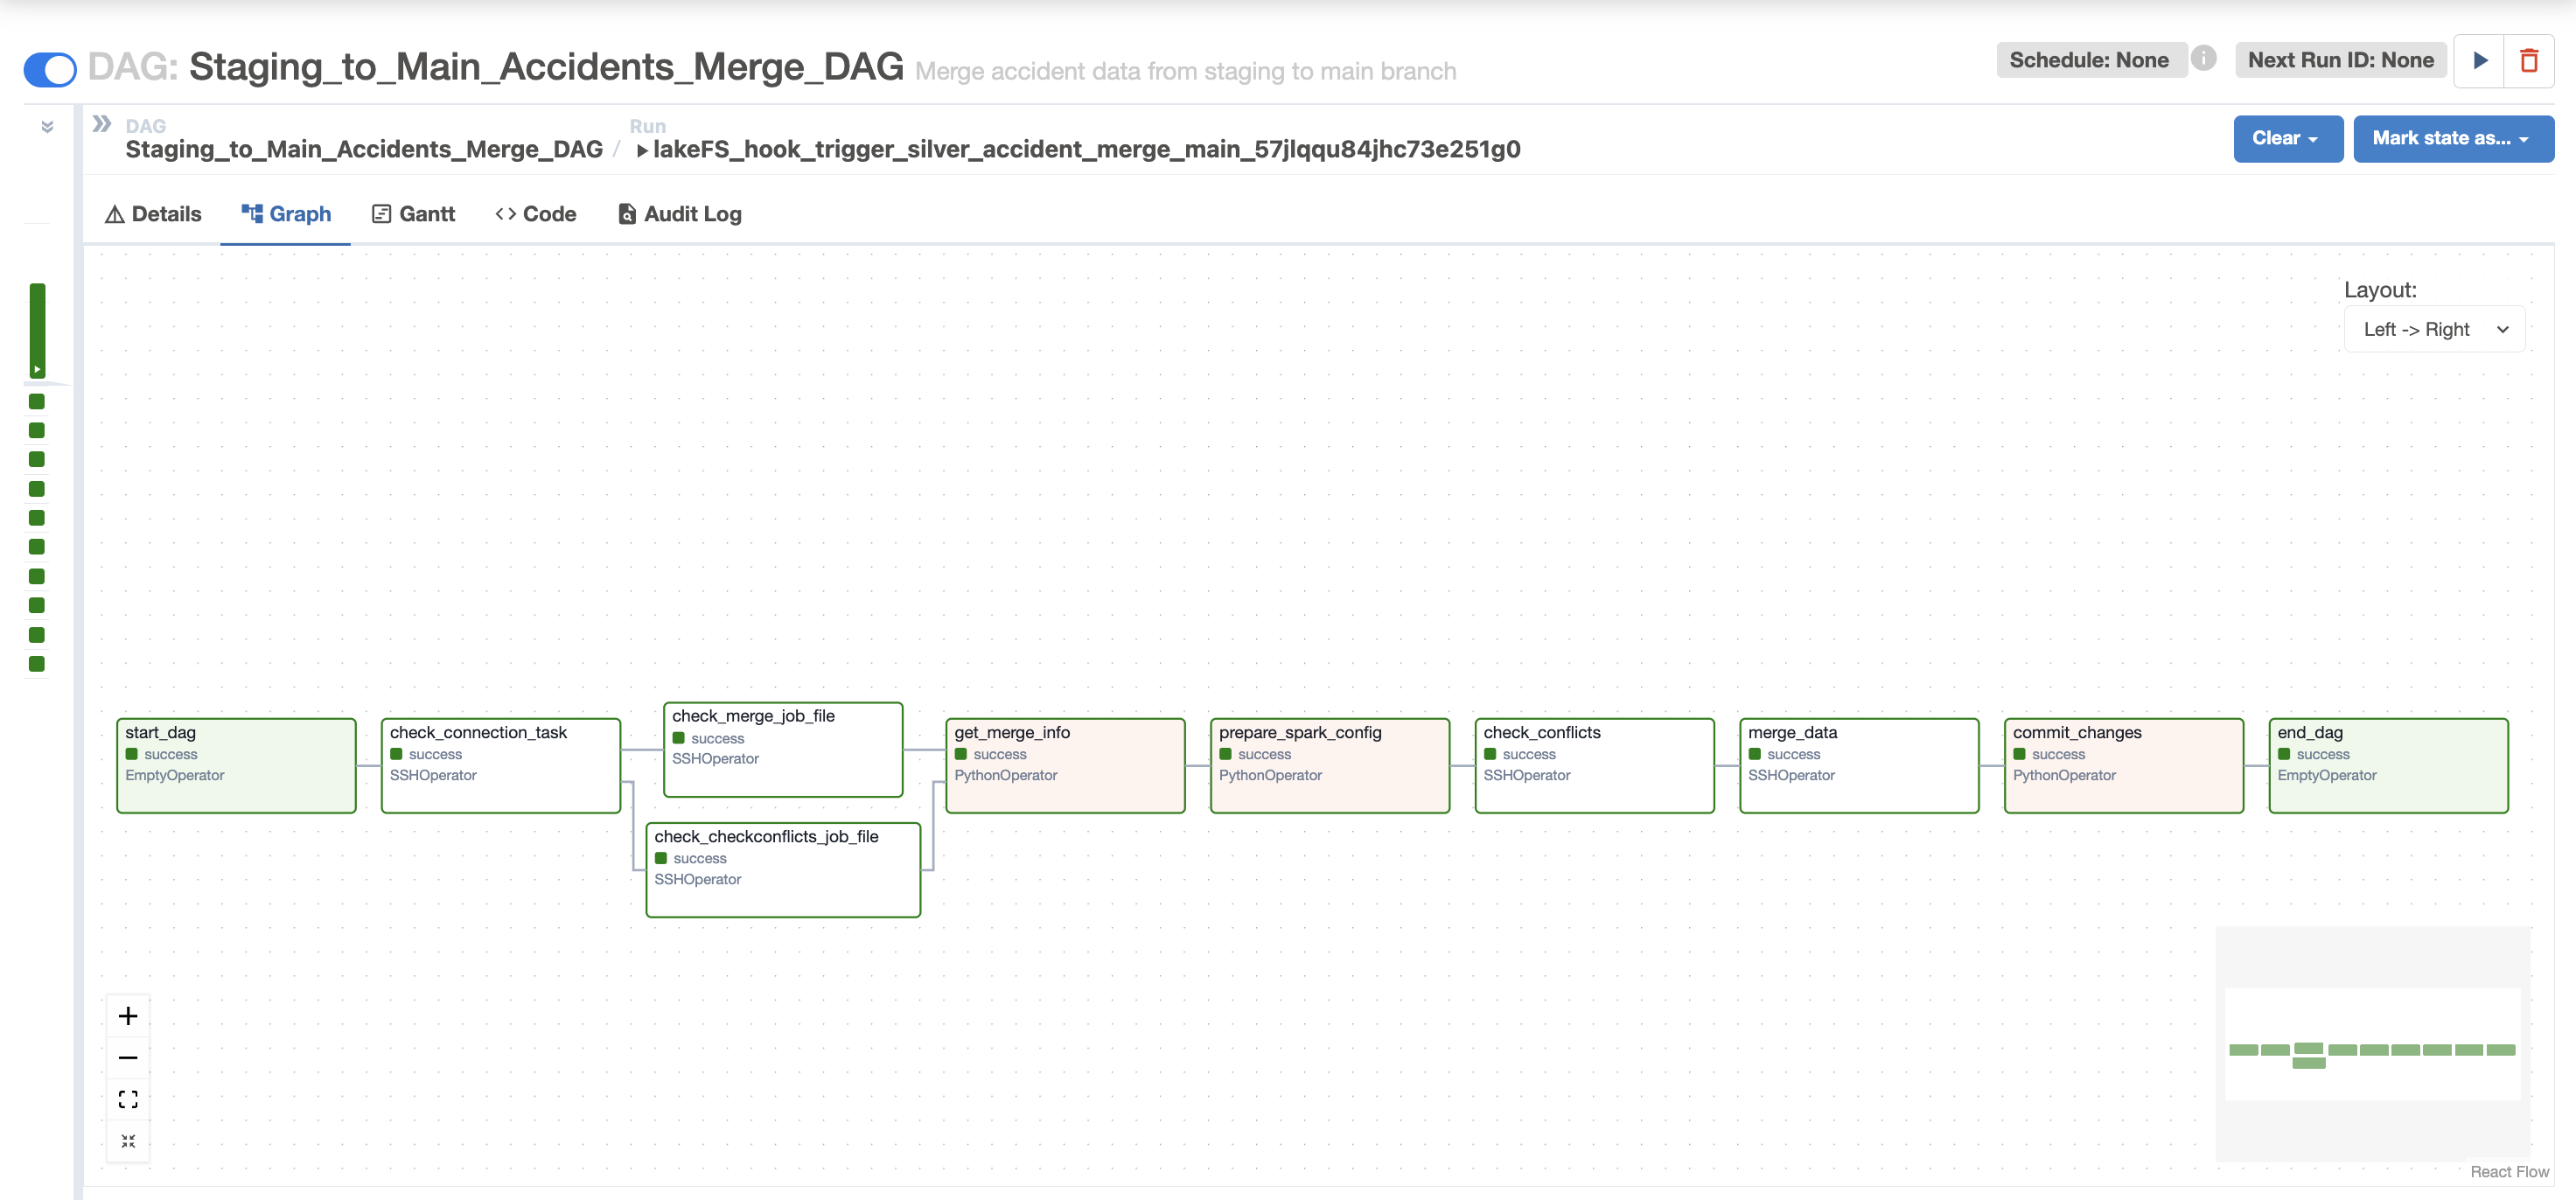 DAG: Staging_to_Main_Accidents_Merge_DAG Merge accident data from staging to main branch
Schedule: None
Next Run ID: None
DAG
Staging_to_Main_Accidents_Merge_DAG /
Run
lakeFS_hook_trigger_silver_accident_merge_main_57jlqqu84jhc73e251g0
Clear
Mark state as...
Details
Graph
Gantt
Code
Audit Log
Layout:
Left -> Right
start_dag
success
EmptyOperator
check_connection_task
success
SSHOperator
check_merge_job_file
success
SSHOperator
check_checkconflicts_job_file
success
SSHOperator
get_merge_info
success
PythonOperator
prepare_spark_config
success
PythonOperator
check_conflicts
success
SSHOperator
merge_data
success
SSHOperator
commit_changes
success
PythonOperator
end_dag
success
EmptyOperator
React Flow